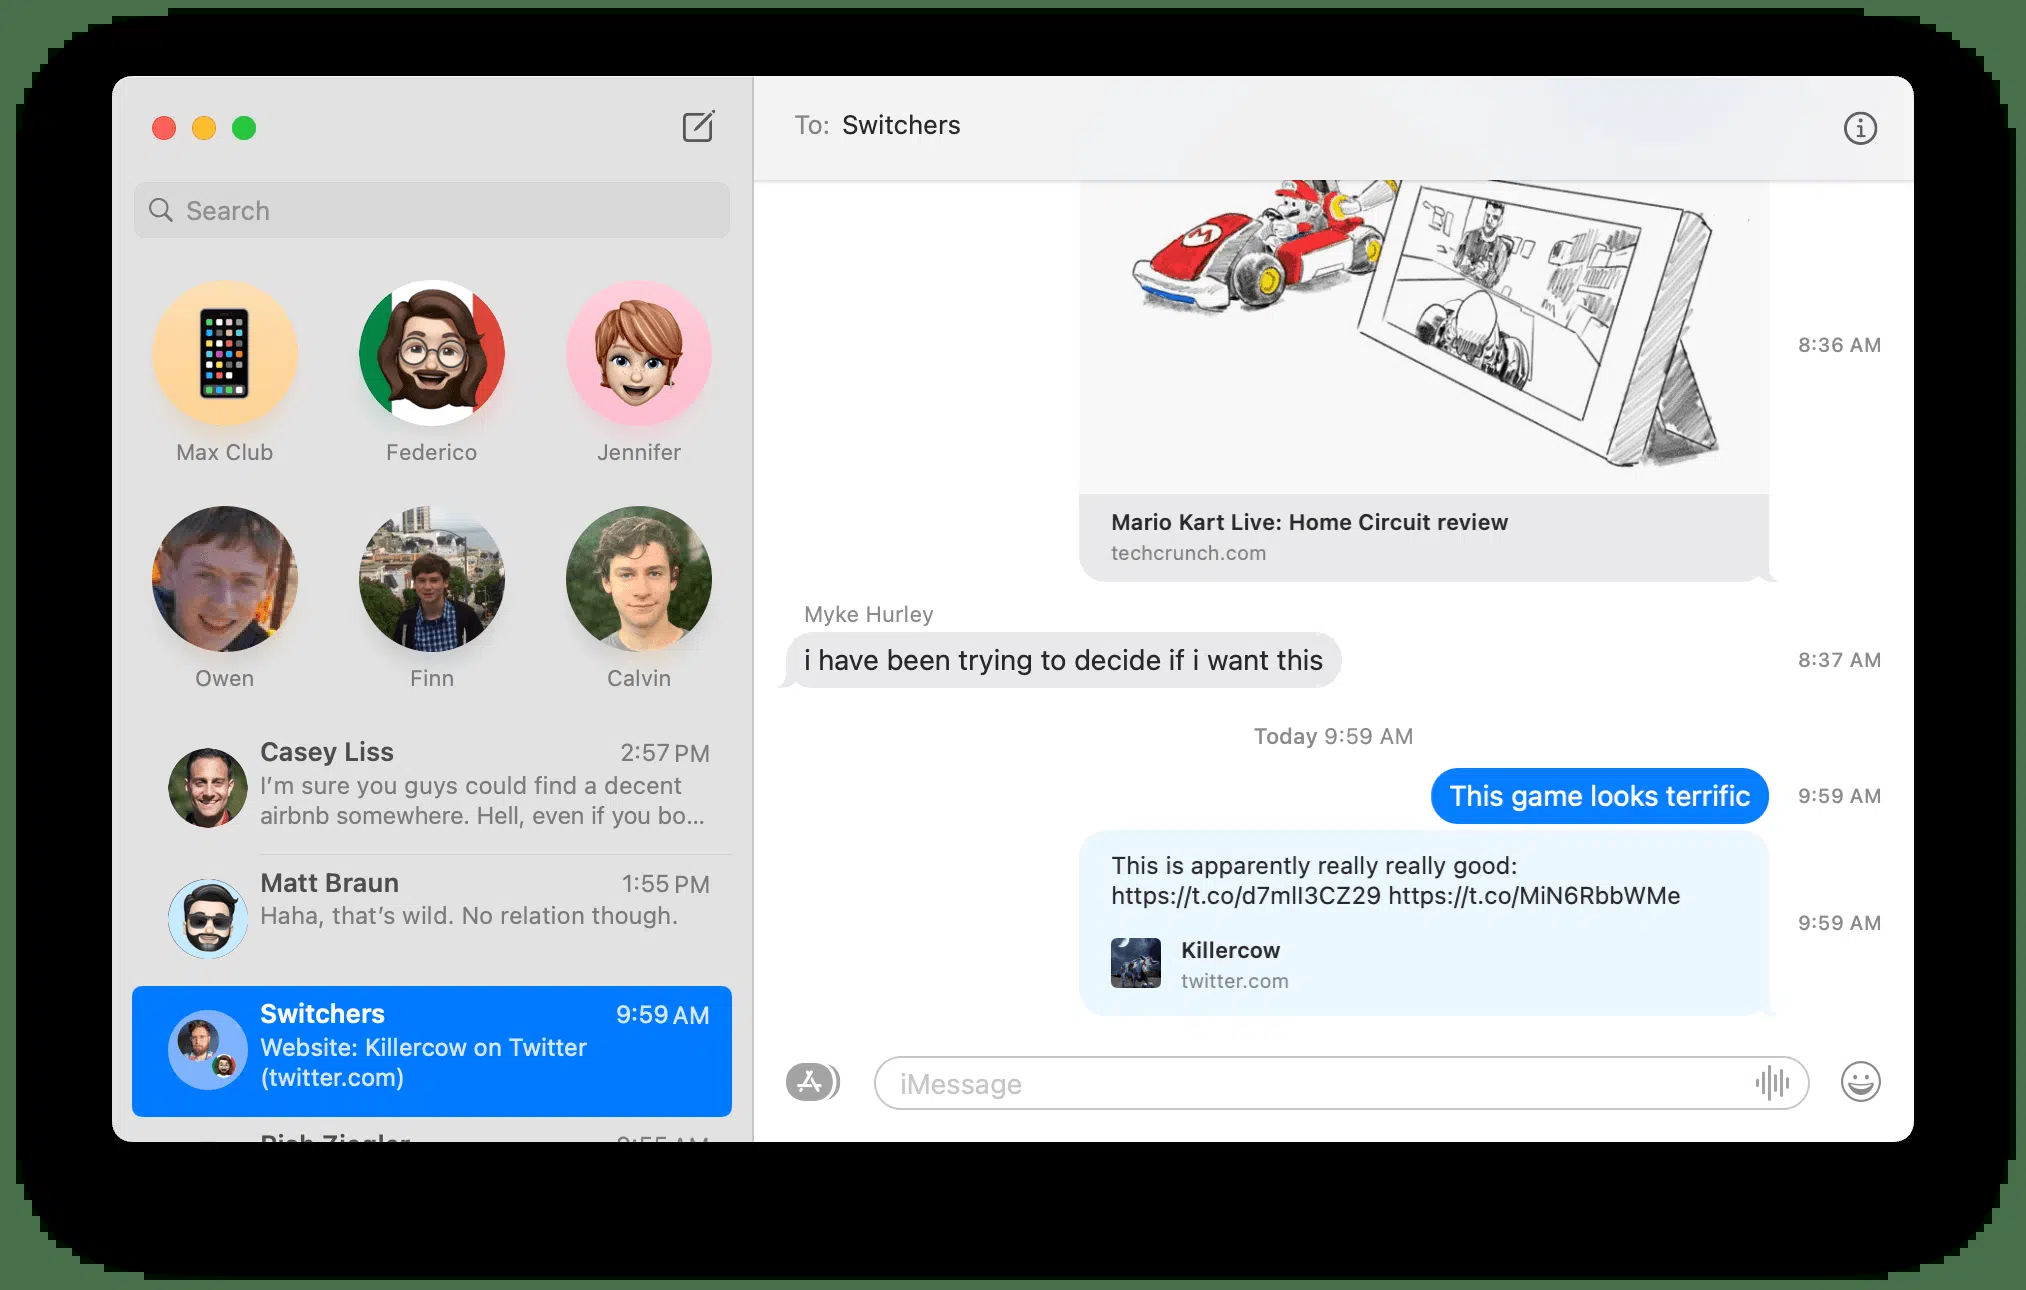 To: Switchers
Search
Max Club
Federico
Jennifer
Owen
Finn
Calvin
Casey Liss
2:57 PM
I'm sure you guys could find a decent
airbnb somewhere. Hell, even if you bo...
Matt Braun
1:55 PM
Haha, that's wild. No relation though.
Switchers
9:59 AM
Website: Killercow on Twitter
(twitter.com)
8:36 AM
Mario Kart Live: Home Circuit review
techcrunch.com
Myke Hurley
i have been trying to decide if i want this
8:37 AM
Today 9:59 AM
This game looks terrific
9:59 AM
This is apparently really really good:
https://t.co/d7mlI3CZ29 https://t.co/MiN6RbbWMe
9:59 AM
Killercow
twitter.com
iMessage